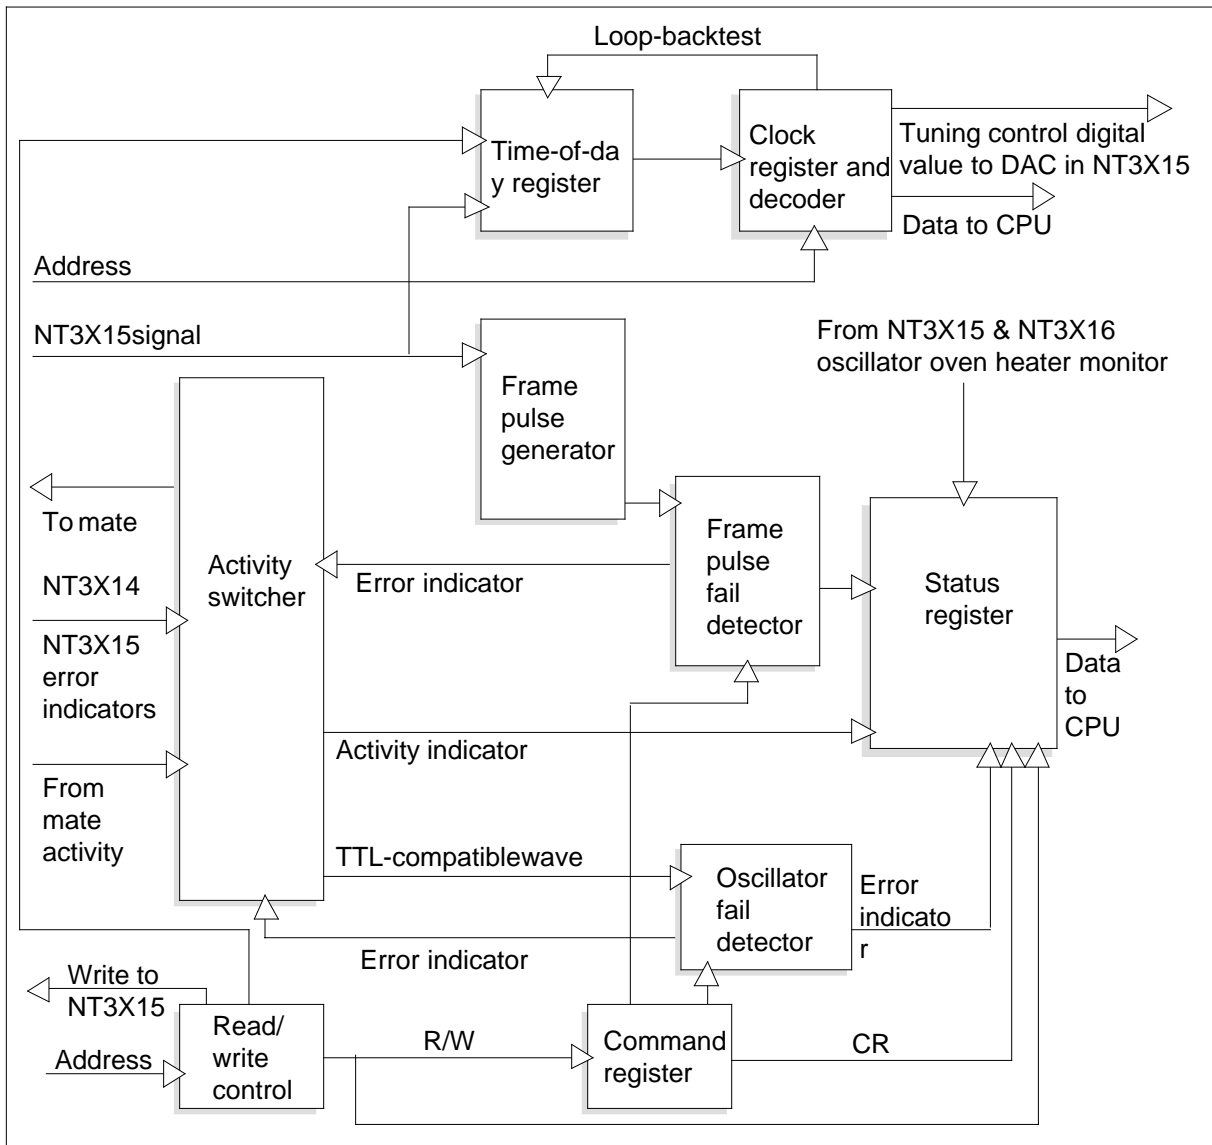 Loop-backtest
Time-of-da
y register
Clock
register and
decoder
Tuning control digital
value to DAC in NT3X15
Data to CPU
Address
NT3X15signal
From NT3X15 & NT3X16
oscillator oven heater monitor
Frame
pulse
generator
To mate
NT3X14
NT3X15
error
indicators
From
mate
activity
Activity
switcher
Error indicator
Frame
pulse
fail
detector
Status
register
Data
to
CPU
Activity indicator
TTL-compatiblewave
Oscillator
fail
detector
Error
indicato
r
Error indicator
Write to
NT3X15
Address
Read/
write
control
R/W
Command
register
CR